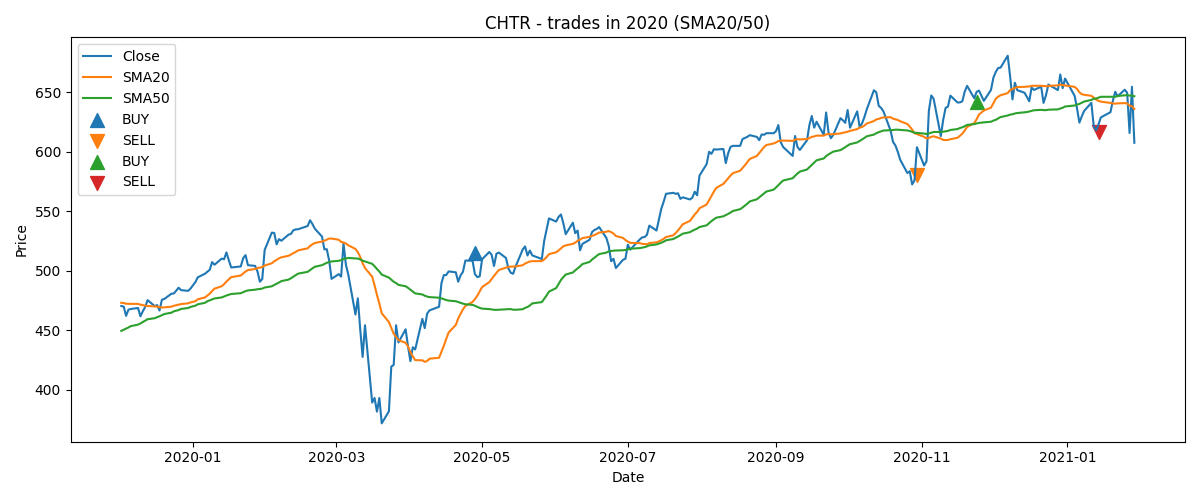 CHTR - trades in 2020 (SMA20/50)
Close
SMA20
SMA50
BUY
SELL
BUY
SELL
Price
650
600
550
500
450
400
2020-01 2020-03 2020-05 2020-07 2020-09 2020-11 2021-01
Date